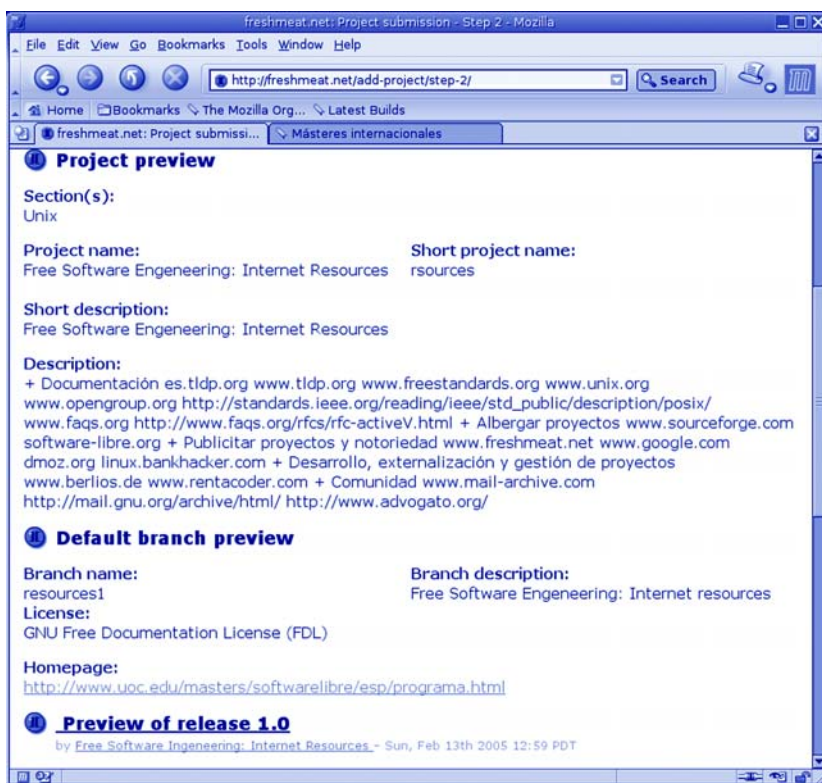 freshmeat.net: Project submission - Step 2 - Mozilla
File Edit View Go Bookmarks Tools Window Help
http://freshmeat.net/add-project/step-2/ Search
Home Bookmarks The Mozilla Org... Latest Builds
freshmeat.net: Project submissi... Másteres internacionales
Project preview
Section(s):
Unix
Project name: Short project name:
Free Software Engeneering: Internet Resources rsources
Short description:
Free Software Engeneering: Internet Resources
Description:
+ Documentación es.tldp.org www.tldp.org www.freestandards.org www.unix.org
www.opengroup.org http://standards.ieee.org/reading/ieee/std_public/description/posix/
www.faqs.org http://www.faqs.org/rfcs/rfc-activeV.html + Albergar proyectos www.sourceforge.com
software-libre.org + Publicitar proyectos y notoriedad www.freshmeat.net www.google.com
dmoz.org linux.bankhacker.com + Desarrollo, externalización y gestión de proyectos
www.berlios.de www.rentacoder.com + Comunidad www.mail-archive.com
http://mail.gnu.org/archive/html/ http://www.advogato.org/
Default branch preview
Branch name: Branch description:
resources1 Free Software Engeneering: Internet resources
License:
GNU Free Documentation License (FDL)
Homepage:
http://www.uoc.edu/masters/softwarelibre/esp/programa.html
Preview of release 1.0
by Free Software Ingeneering: Internet Resources - Sun, Feb 13th 2005 12:59 PDT